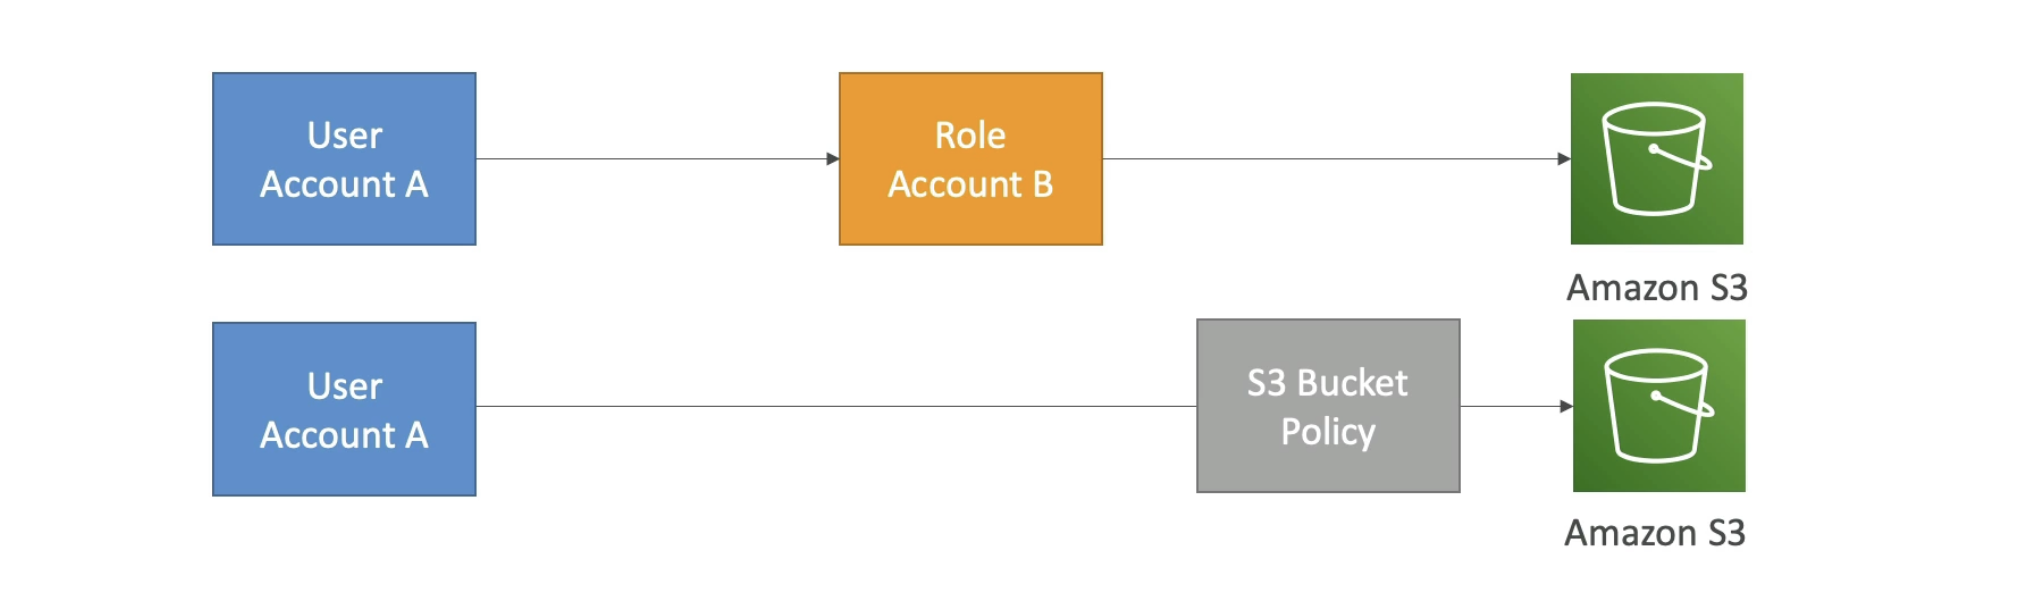 User
Account A
Role
Account B
Amazon S3
User
Account A
S3 Bucket
Policy
Amazon S3